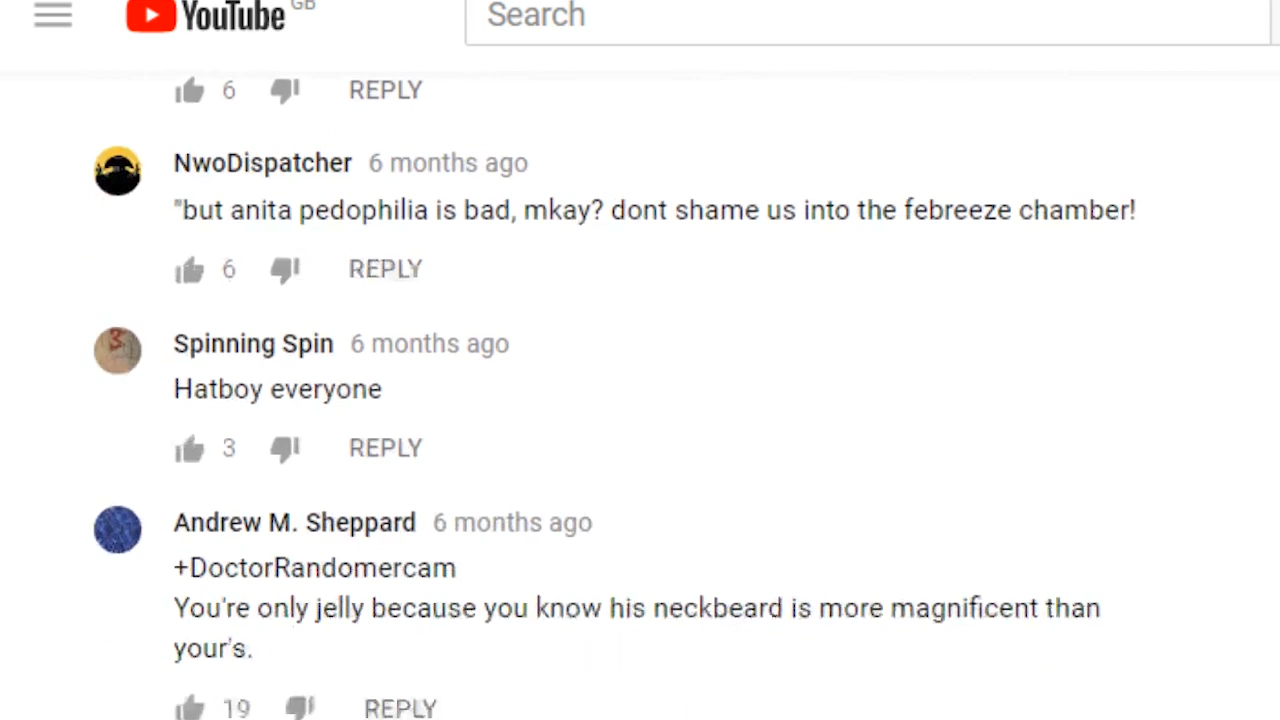 YouTube GB
Search
6 REPLY
NwoDispatcher 6 months ago
"but anita pedophilia is bad, mkay? dont shame us into the febreeze chamber!
6 REPLY
Spinning Spin 6 months ago
Hatboy everyone
3 REPLY
Andrew M. Sheppard 6 months ago
+DoctorRandomercam
You're only jelly because you know his neckbeard is more magnificent than
your's.
19 REPLY